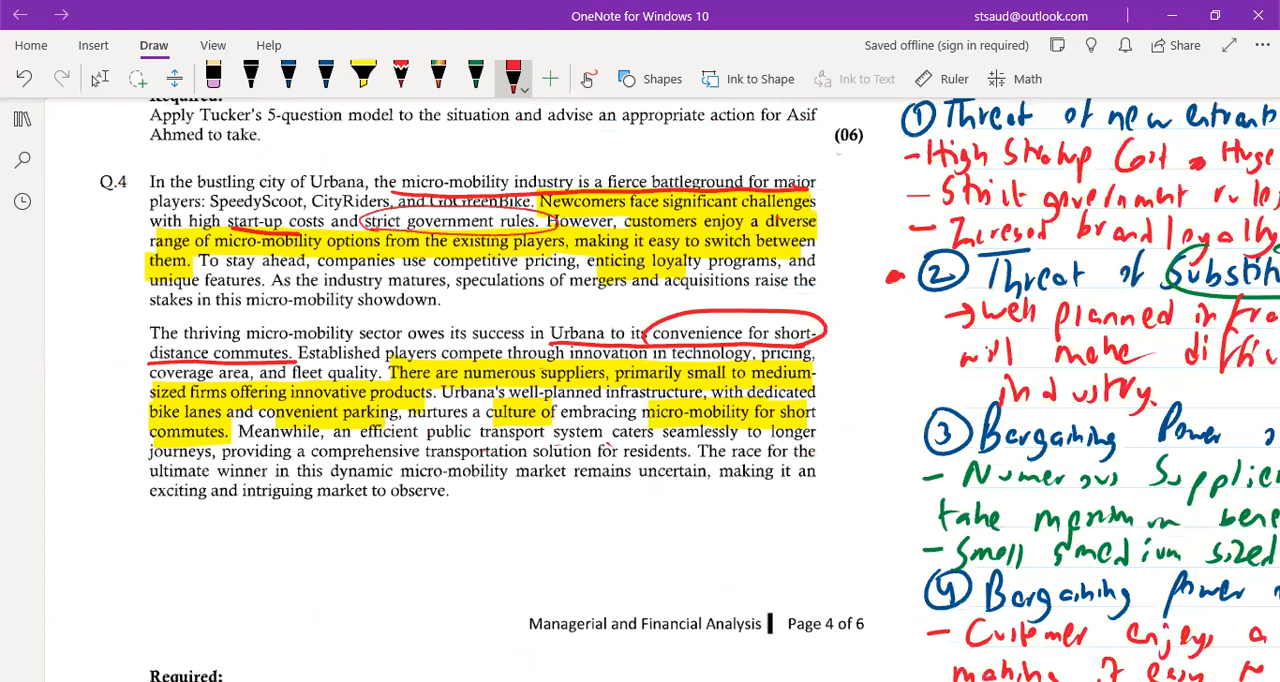 OneNote for Windows 10
stsaud@outlook.com
Home Insert Draw View Help
Saved offline (sign in required)
Share
Shapes
Ink to Shape
Ink to Text
Ruler
Math
Required:
Apply Tucker's 5-question model to the situation and advise an appropriate action for Asif
Ahmed to take.
(06)
Q.4 In the bustling city of Urbana, the micro-mobility industry is a fierce battleground for major
players: SpeedyScoot, CityRiders, and GoGreenBike. Newcomers face significant challenges
with high start-up costs and strict government rules. However, customers enjoy a diverse
range of micro-mobility options from the existing players, making it easy to switch between
them. To stay ahead, companies use competitive pricing, enticing loyalty programs, and
unique features. As the industry matures, speculations of mergers and acquisitions raise the
stakes in this micro-mobility showdown.
The thriving micro-mobility sector owes its success in Urbana to its convenience for short-
distance commutes. Established players compete through innovation in technology, pricing,
coverage area, and fleet quality. There are numerous suppliers, primarily small to medium-
sized firms offering innovative products. Urbana's well-planned infrastructure, with dedicated
bike lanes and convenient parking, nurtures a culture of embracing micro-mobility for short
commutes. Meanwhile, an efficient public transport system caters seamlessly to longer
journeys, providing a comprehensive transportation solution for residents. The race for the
ultimate winner in this dynamic micro-mobility market remains uncertain, making it an
exciting and intriguing market to observe.
Managerial and Financial Analysis Page 4 of 6
Required:
① Threat of new entrants
- High Startup Cost Huge
- Strict government rules
- Incresed brand loyalty
② Threat of Substit
→ well planned infra
will make diffic
industry.
③ Bargaining Power
- Numerous Supplie
take
- Small smedium sized
④ Bargaining power
- Customer enjoys a
making it easy